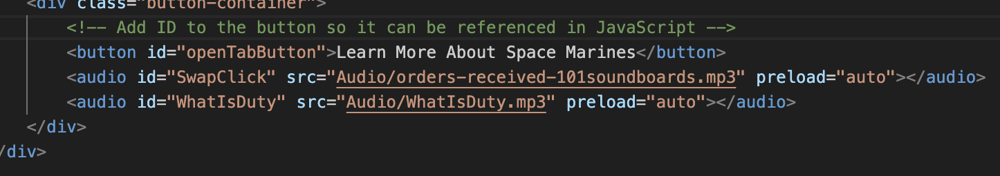 <div class="button-container">
<!-- Add ID to the button so it can be referenced in JavaScript -->
<button id="openTabButton">Learn More About Space Marines</button>
<audio id="SwapClick" src="Audio/orders-received-101soundboards.mp3" preload="auto"></audio>
<audio id="WhatIsDuty" src="Audio/WhatIsDuty.mp3" preload="auto"></audio>
</div>
/div>